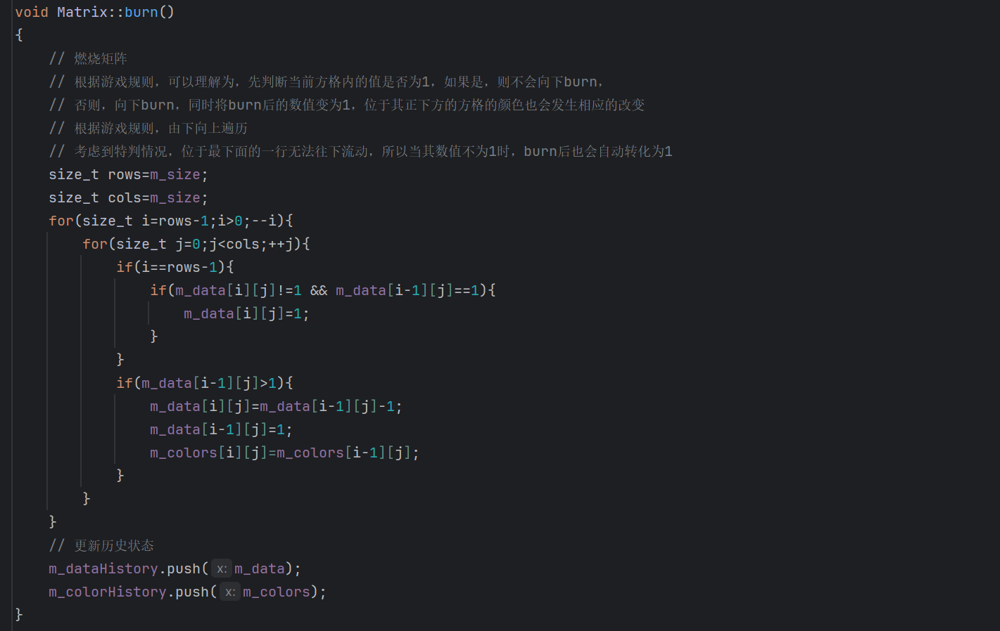 void Matrix::burn()
{
// 燃烧矩阵
// 根据游戏规则，可以理解为，先判断当前方格内的值是否为1，如果是，则不会向下burn，
// 否则，向下burn，同时将burn后的数值变为1，位于其正下方的方格的颜色也会发生相应的改变
// 根据游戏规则，由下向上遍历
// 考虑到特判情况，位于最下面的一行无法往下流动，所以当其数值不为1时，burn后也会自动转化为1
size_t rows=m_size;
size_t cols=m_size;
for(size_t i=rows-1;i>0;--i){
for(size_t j=0;j<cols;++j){
if(i==rows-1){
if(m_data[i][j]!=1 && m_data[i-1][j]==1){
m_data[i][j]=1;
}
}
if(m_data[i-1][j]>1){
m_data[i][j]=m_data[i-1][j]-1;
m_data[i-1][j]=1;
m_colors[i][j]=m_colors[i-1][j];
}
}
}
// 更新历史状态
m_dataHistory.push( x: m_data);
m_colorHistory.push( x: m_colors);
}